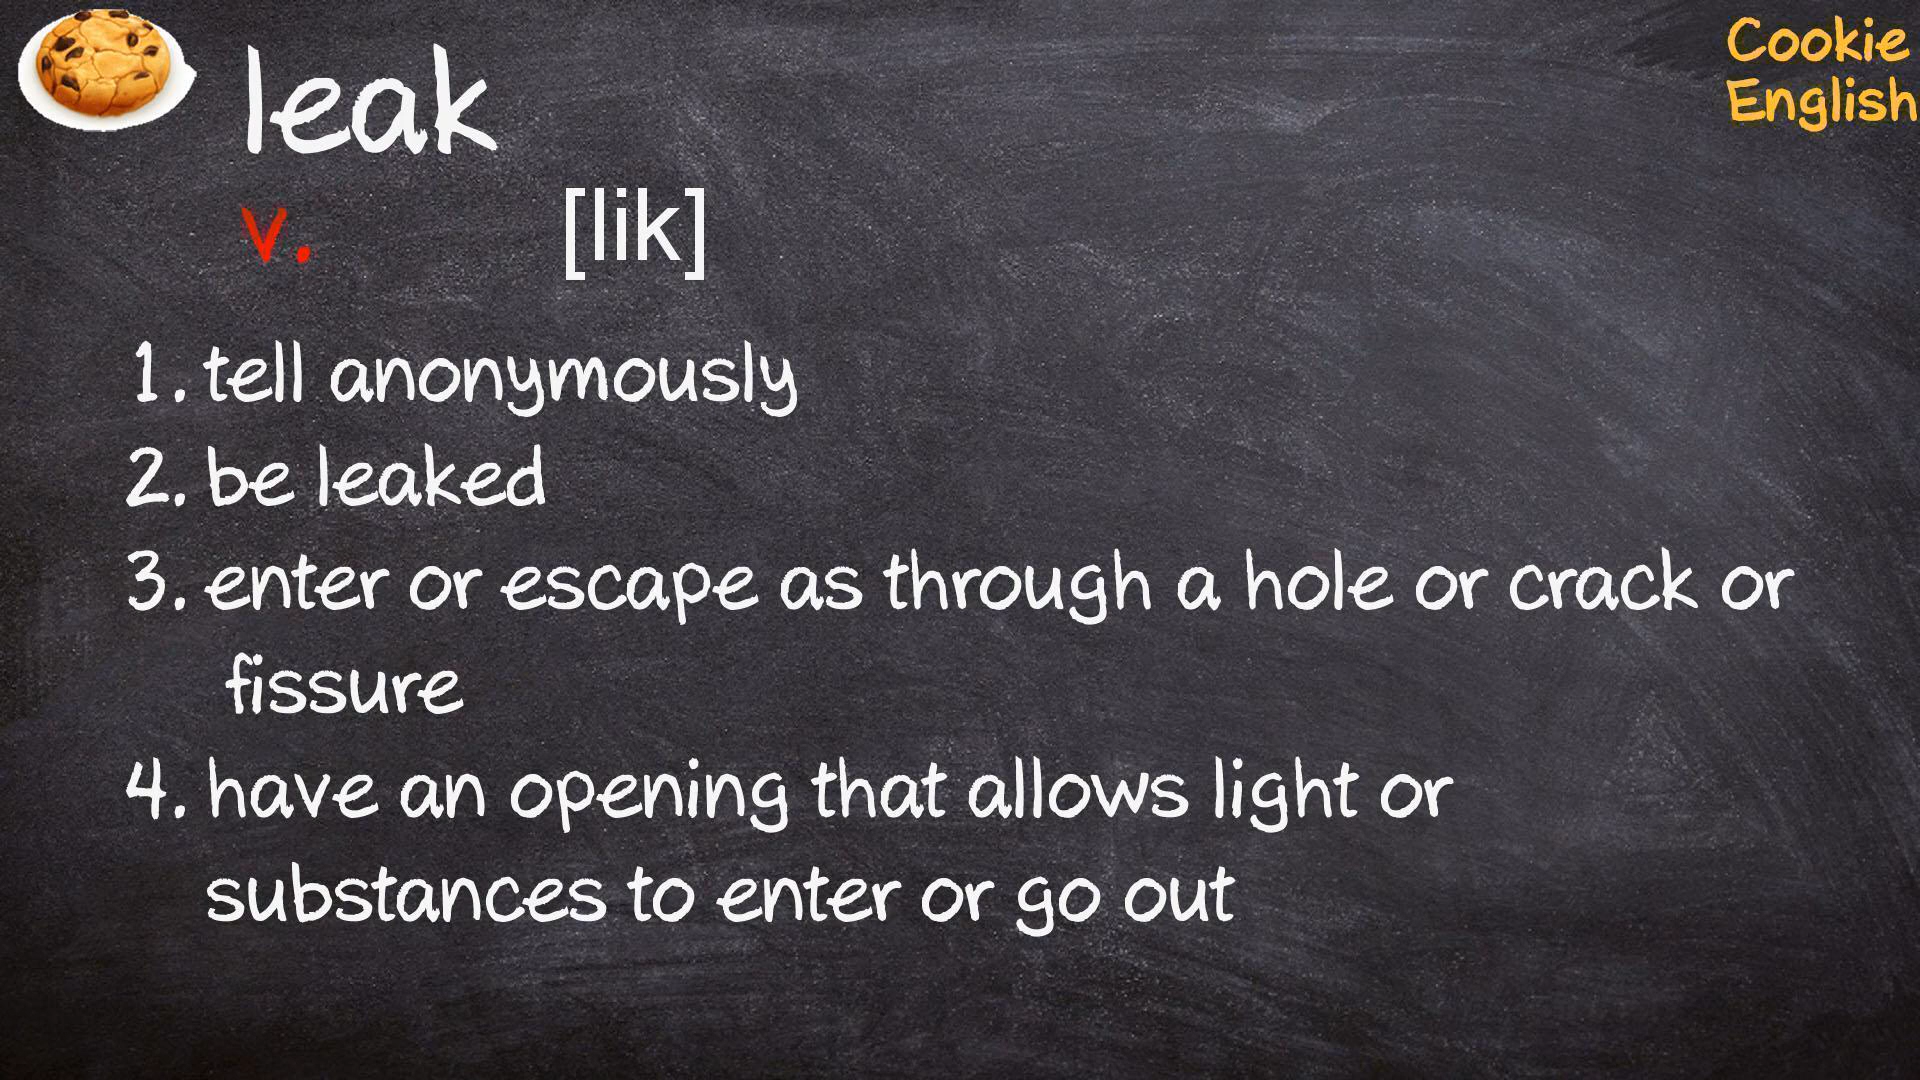 leak
Cookie
English
v. [lik]
1. tell anonymously
2. be leaked
3. enter or escape as through a hole or crack or
fissure
4. have an opening that allows light or
substances to enter or go out